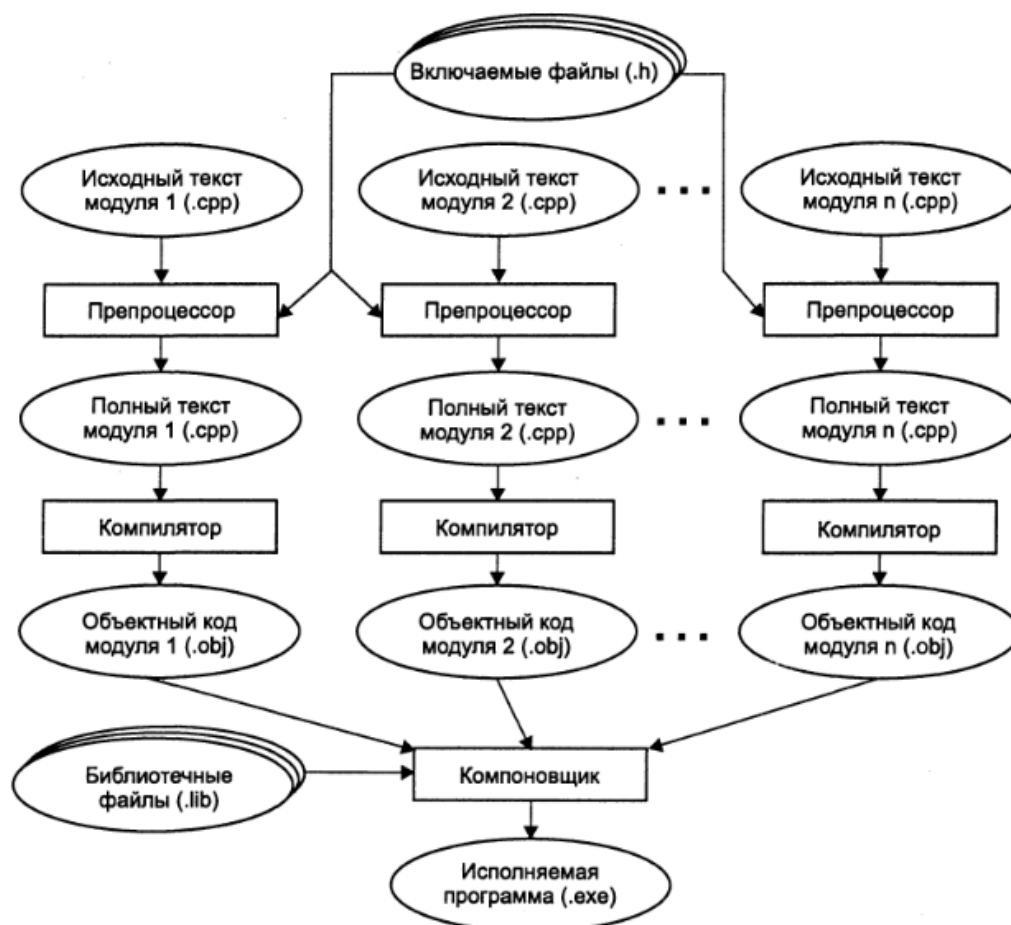 Включаемые файлы (.h)
Исходный текст
модуля 1 (.cpp)
Исходный текст
модуля 2 (.cpp)
Исходный текст
модуля n (.cpp)
Препроцессор
Препроцессор
Препроцессор
Полный текст
модуля 1 (.cpp)
Полный текст
модуля 2 (.cpp)
Полный текст
модуля n (.cpp)
Компилятор
Компилятор
Компилятор
Объектный код
модуля 1 (.obj)
Объектный код
модуля 2 (.obj)
Объектный код
модуля n (.obj)
Библиотечные
файлы (.lib)
Компоновщик
Исполняемая
программа (.exe)